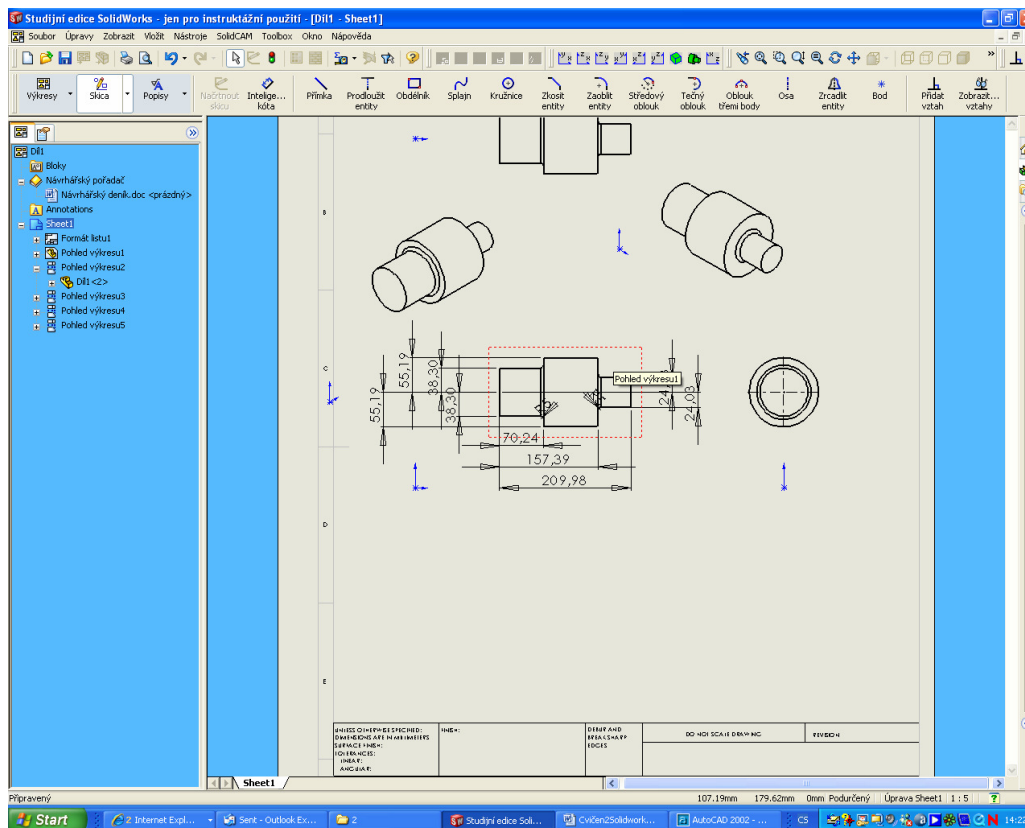 Studijní edice SolidWorks - jen pro instruktážní použití - [Díl1 - Sheet1]
Soubor Úpravy Zobrazit Vložit Nástroje SolidCAM Toolbox Okno Nápověda
Výkresy
Skica
Popisy
Načrtnout skicu
Intelige... kóta
Přímka
Prodloužit entity
Obdélník
Splajn
Kružnice
Zkosit entity
Zaoblit entity
Středový oblouk
Tečný oblouk
Oblouk třemi body
Osa
Zrcadlit entity
Bod
Přidat vztah
Zobrazit... vztahy
Díl1
Bloky
Návrhářský pořadač
Návrhářský deník.doc <prázdný>
Annotations
Sheet1
Formát listu1
Pohled výkresu1
Pohled výkresu2
Díl1<2>
Pohled výkresu3
Pohled výkresu4
Pohled výkresu5
B
C
D
E
55,19
55,19
38,30
38,30
Pohled výkresu1
24,03
70,24
157,39
209,98
UNLESS OTHERWISE SPECIFIED:
DIMENSIONS ARE IN MILLIMETERS
SURFACE FINISH:
TOLERANCES:
LINEAR:
ANGULAR:
FINISH:
DEBUR AND
BREAK SHARP
EDGES
DO NOT SCALE DRAWING
REVISION
Sheet1
Připravený
107.19mm 179.62mm 0mm Podurčený Úprava Sheet1 1 : 5
Start
2 Internet Expl...
Sent - Outlook Ex...
2
Studijní edice Soli...
Cvičen2Solidwork...
AutoCAD 2002 - ...
CS